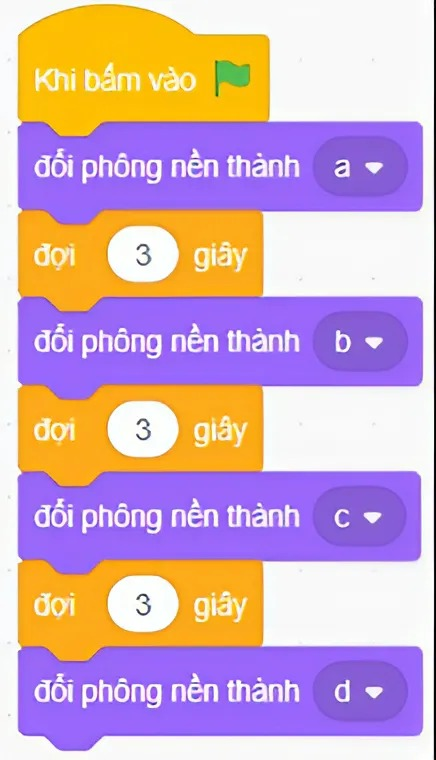 Khi bấm vào
đổi phông nền thành a
đợi 3 giây
đổi phông nền thành b
đợi 3 giây
đổi phông nền thành c
đợi 3 giây
đổi phông nền thành d